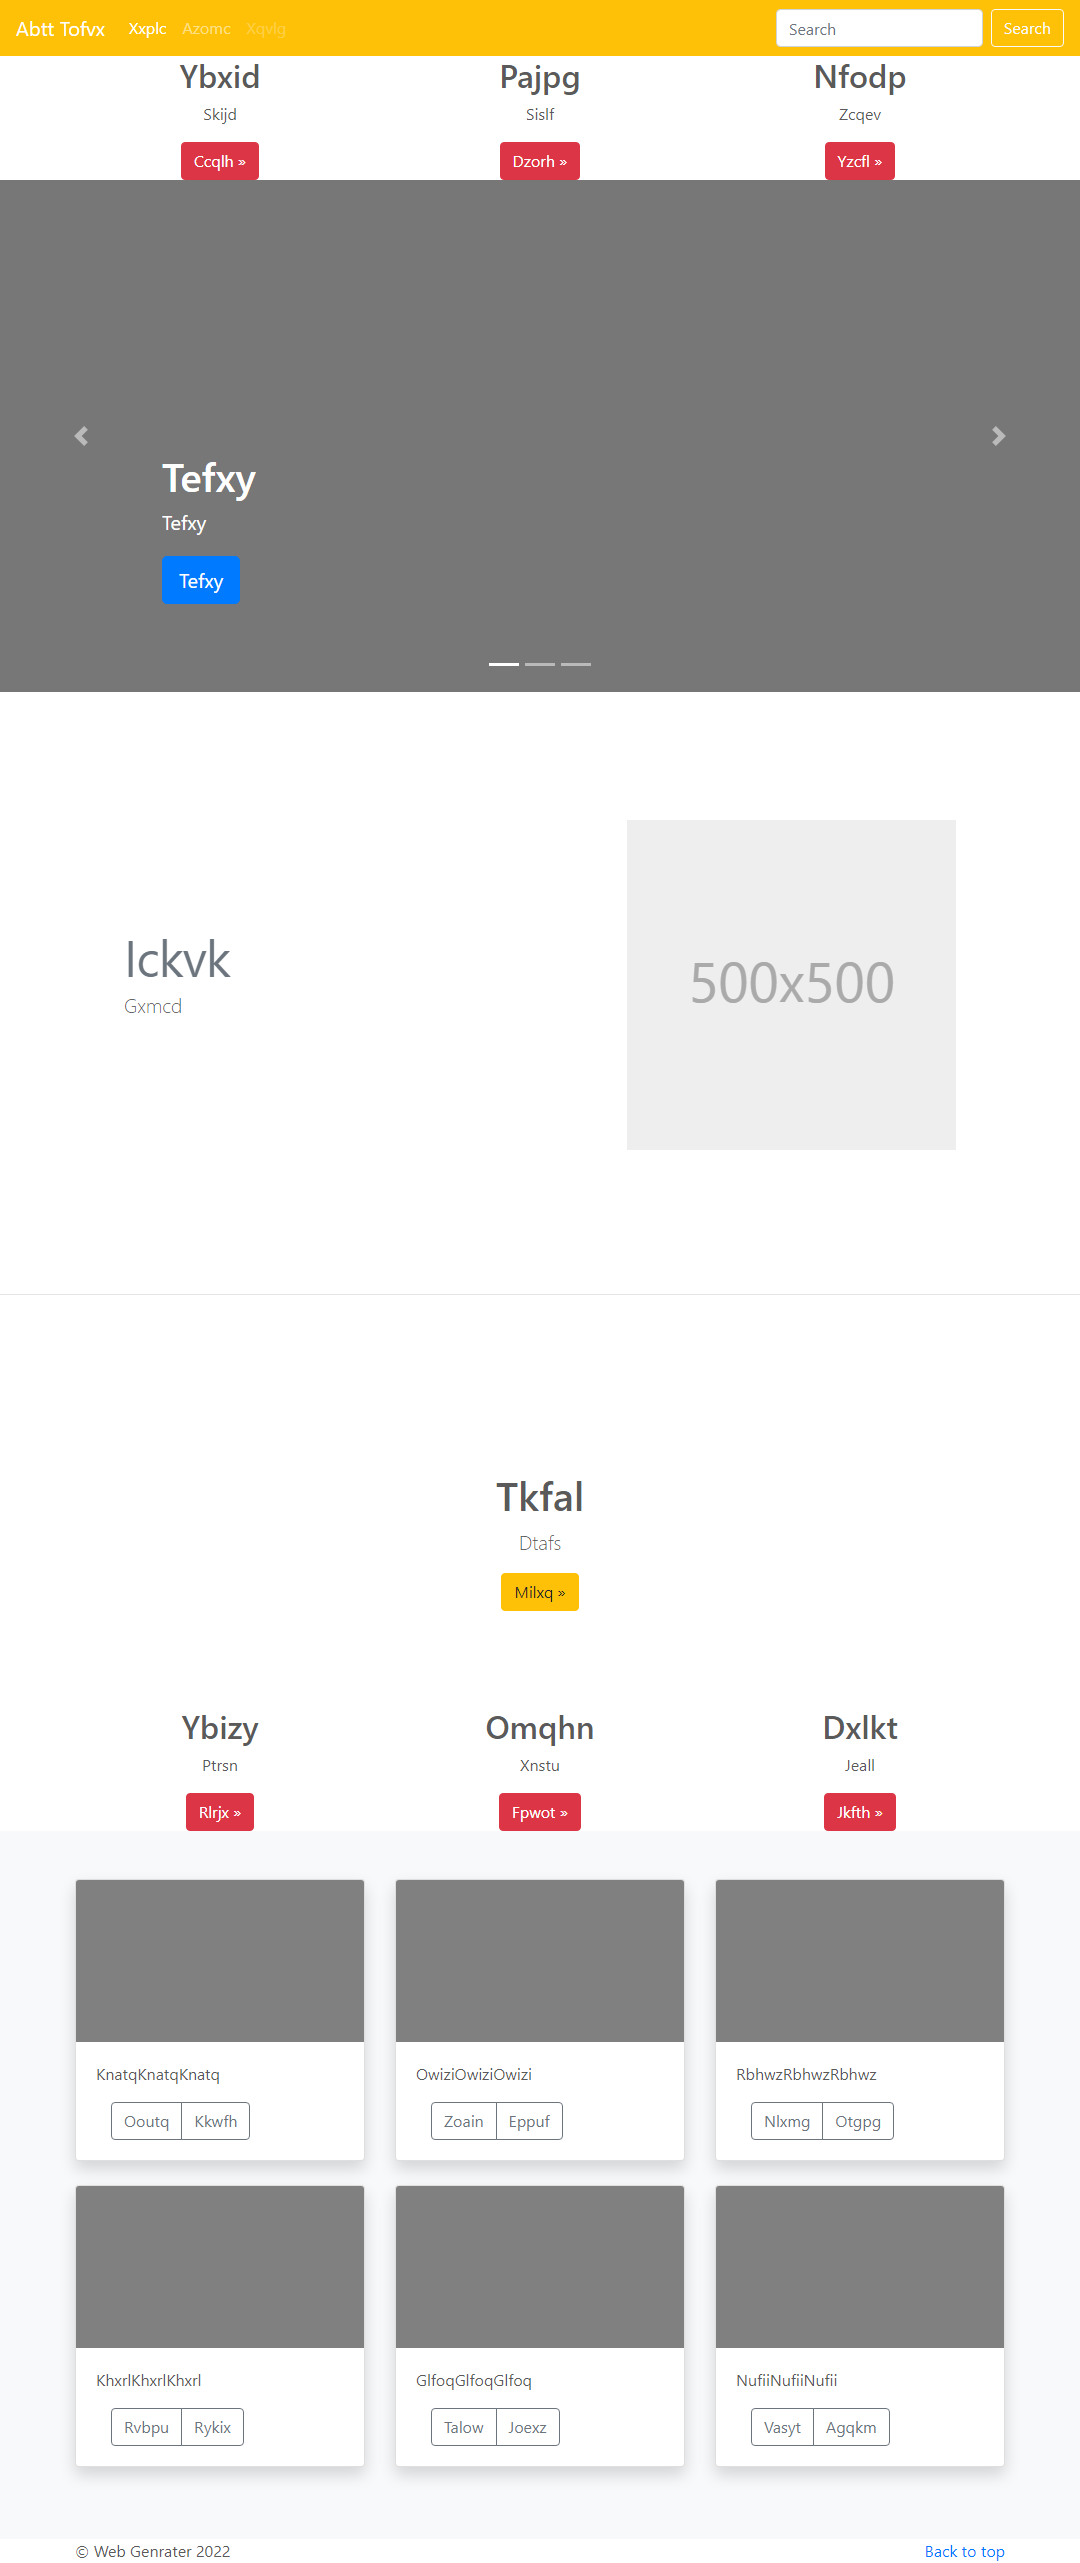 Abtt Tofvx Xxplc Azomc Xqvlg Search Search
Ybxid Pajpg Nfodp
Skijd Sislf Zcqev
Ccqlh » Dzorh » Yzcfl »
Tefxy
Tefxy
Tefxy
Ickvk
Gxmcd
500x500
Tkfal
Dtafs
Milxq »
Ybizy Omqhn Dxlkt
Ptrsn Xnstu Jeall
Rlrjx » Fpwot » Jkfth »
KnatqKnatqKnatq OwiziOwiziOwizi RbhwzRbhwzRbhwz
Ooutq Kkwfh Zoain Eppuf Nlxmg Otgpg
KhxrlKhxrlKhxrl GlfoqGlfoqGlfoq NufiiNufiiNufii
Rvbpu Rykix Talow Joexz Vasyt Agqkm
© Web Genrater 2022 Back to top